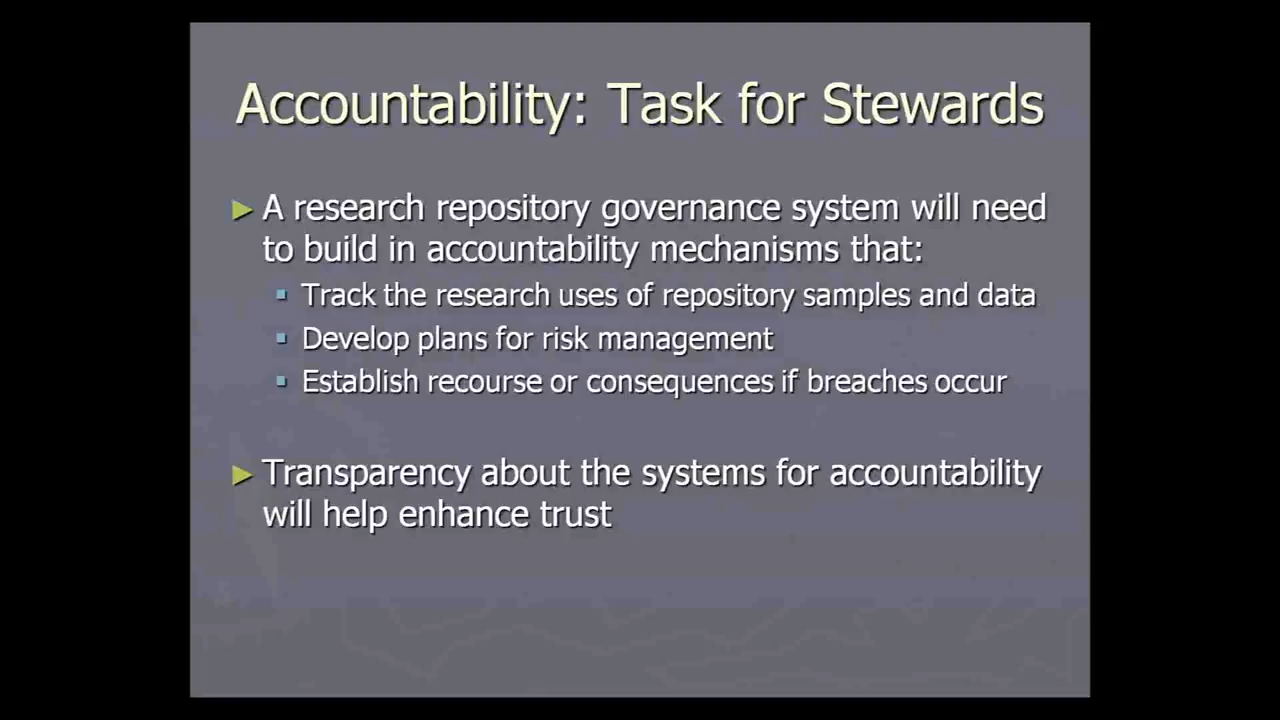 Accountability: Task for Stewards
► A research repository governance system will need
to build in accountability mechanisms that:
▪ Track the research uses of repository samples and data
▪ Develop plans for risk management
▪ Establish recourse or consequences if breaches occur
► Transparency about the systems for accountability
will help enhance trust